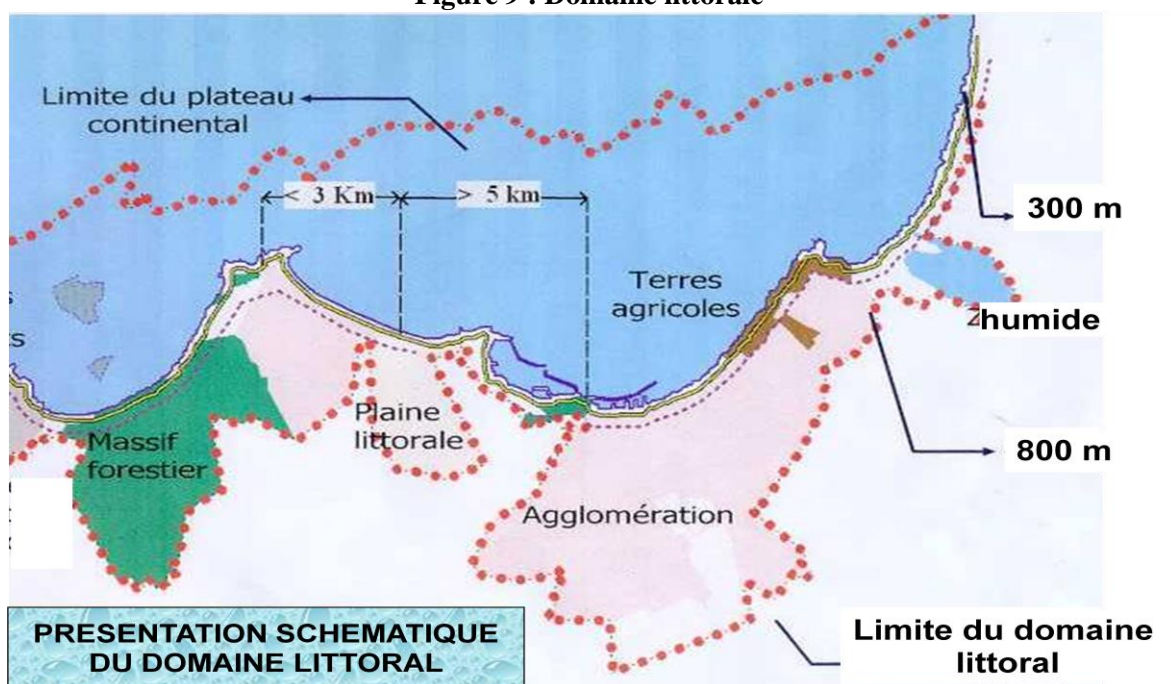 Figure 9 : Domaine littorale
Limite du plateau
continental
< 3 Km
> 5 km
300 m
Terres
agricoles
humide
Plaine
littorale
Massif
forestier
800 m
Agglomération
PRESENTATION SCHEMATIQUE
DU DOMAINE LITTORAL
Limite du domaine
littoral